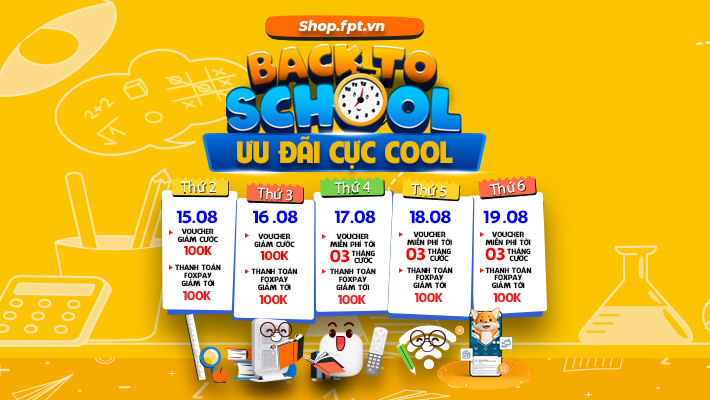 Shop.fpt.vn
BACK TO
SCHOOL
ƯU ĐÃI CỰC COOL
Thứ 2
15.08
VOUCHER
GIẢM CƯỚC
100K
THANH TOÁN
FOXPAY
GIẢM TỚI
100K
Thứ 3
16.08
VOUCHER
GIẢM CƯỚC
100K
THANH TOÁN
FOXPAY
GIẢM TỚI
100K
Thứ 4
17.08
VOUCHER
MIỄN PHÍ TỚI
03 THÁNG
CƯỚC
THANH TOÁN
FOXPAY
GIẢM TỚI
100K
Thứ 5
18.08
VOUCHER
MIỄN PHÍ TỚI
03 THÁNG
CƯỚC
THANH TOÁN
FOXPAY
GIẢM TỚI
100K
Thứ 6
19.08
VOUCHER
MIỄN PHÍ TỚI
03 THÁNG
CƯỚC
THANH TOÁN
FOXPAY
GIẢM TỚI
100K